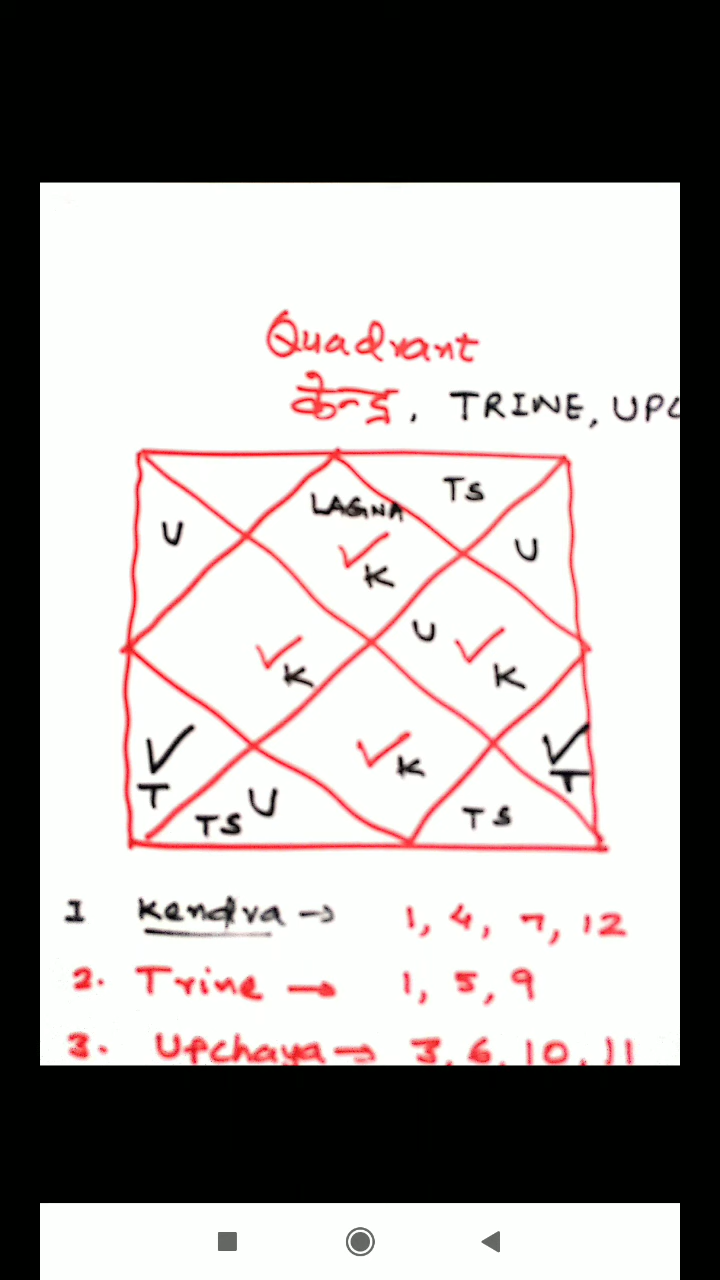 Quadrant
केन्द्र, TRINE, UPC
LAGNA TS
U K U
K U K
T K T
TS U TS
1 Kendra → 1, 4, 7, 12
2. Trine → 1, 5, 9
3. Upchaya → 3, 6, 10, 11